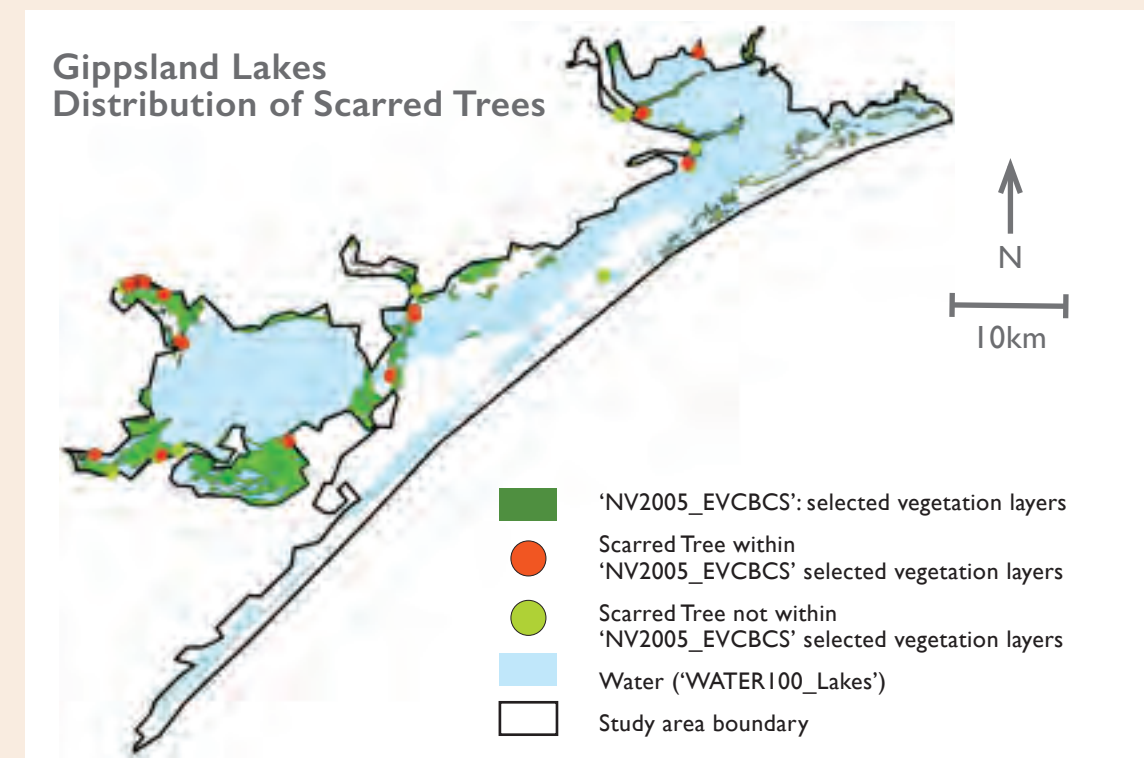 Gippsland Lakes
Distribution of Scarred Trees
N
10km
‘NV2005_EVCBCS’: selected vegetation layers
Scarred Tree within
‘NV2005_EVCBCS’ selected vegetation layers
Scarred Tree not within
‘NV2005_EVCBCS’ selected vegetation layers
Water (‘WATER100_Lakes’)
Study area boundary